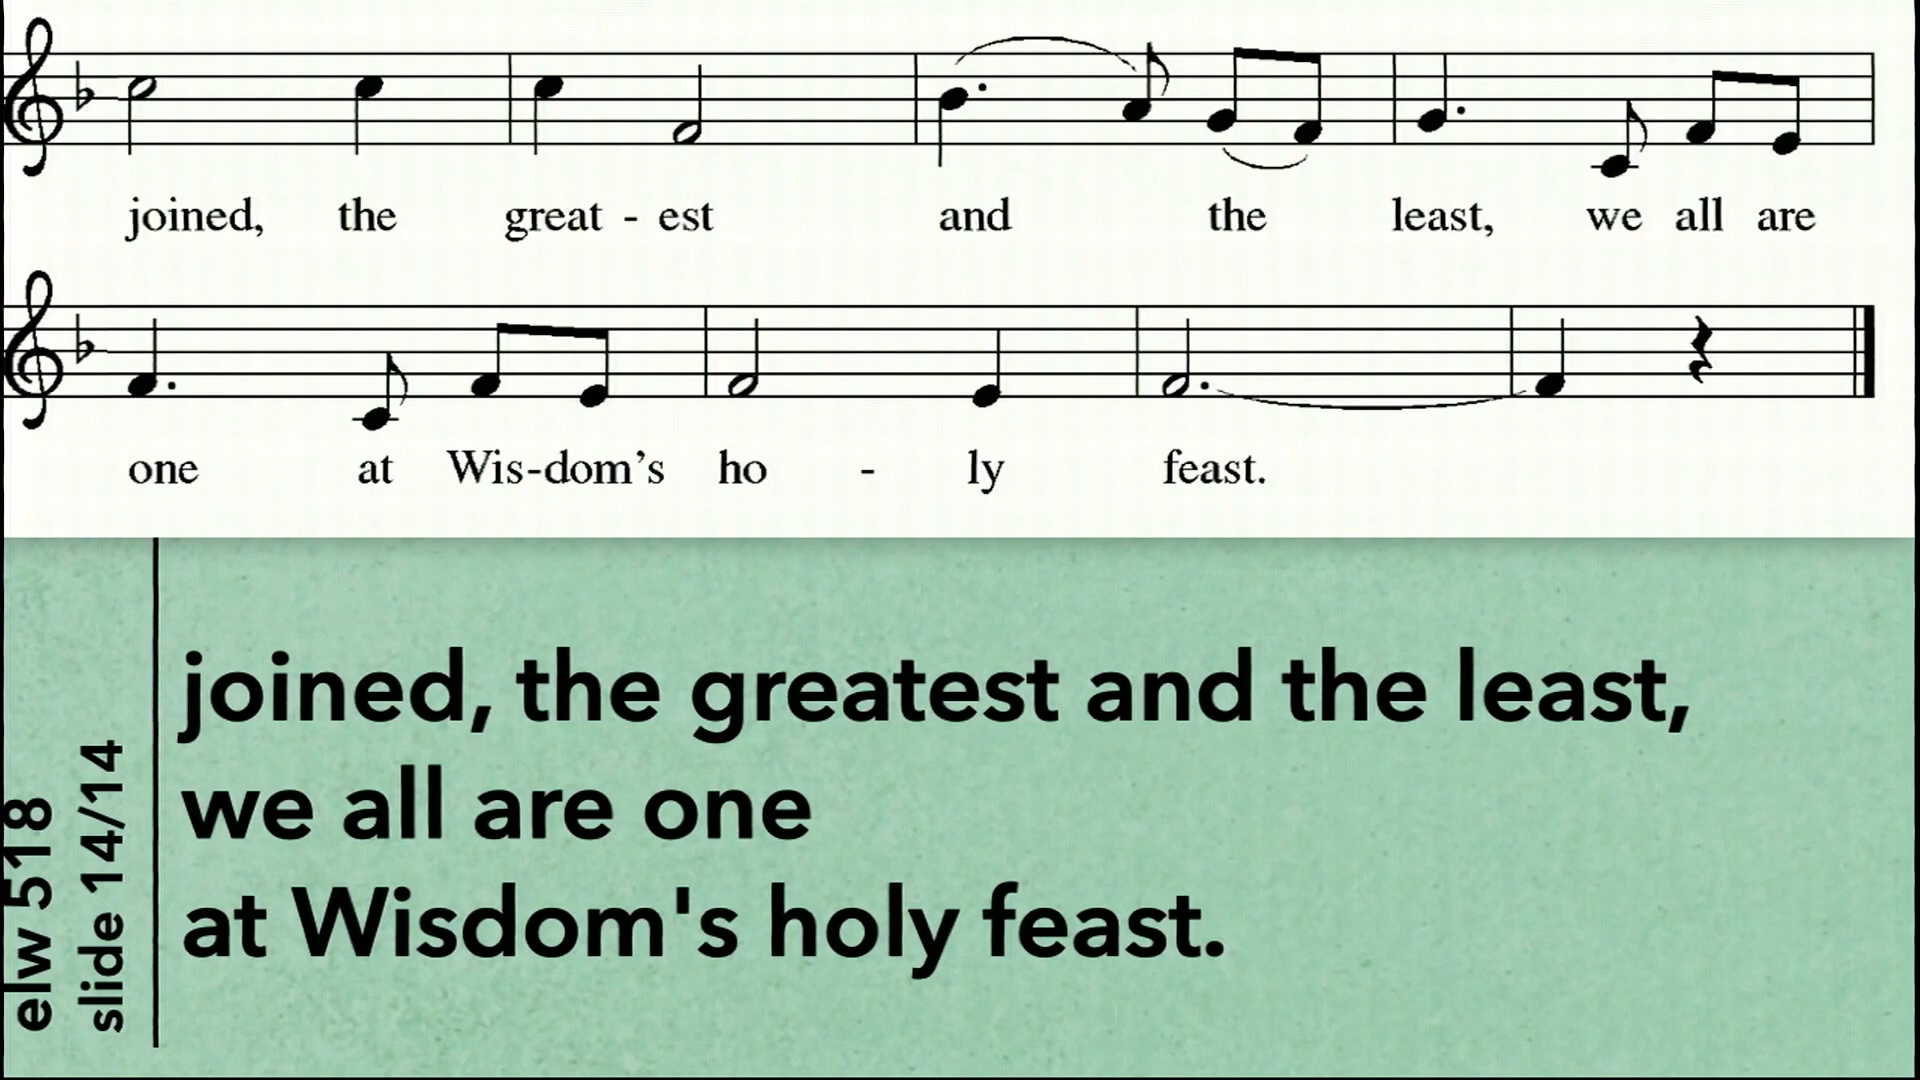 joined, the great - est and the least, we all are
one at Wis-dom’s ho - ly feast.
elw 518
slide 14/14
joined, the greatest and the least,
we all are one
at Wisdom's holy feast.